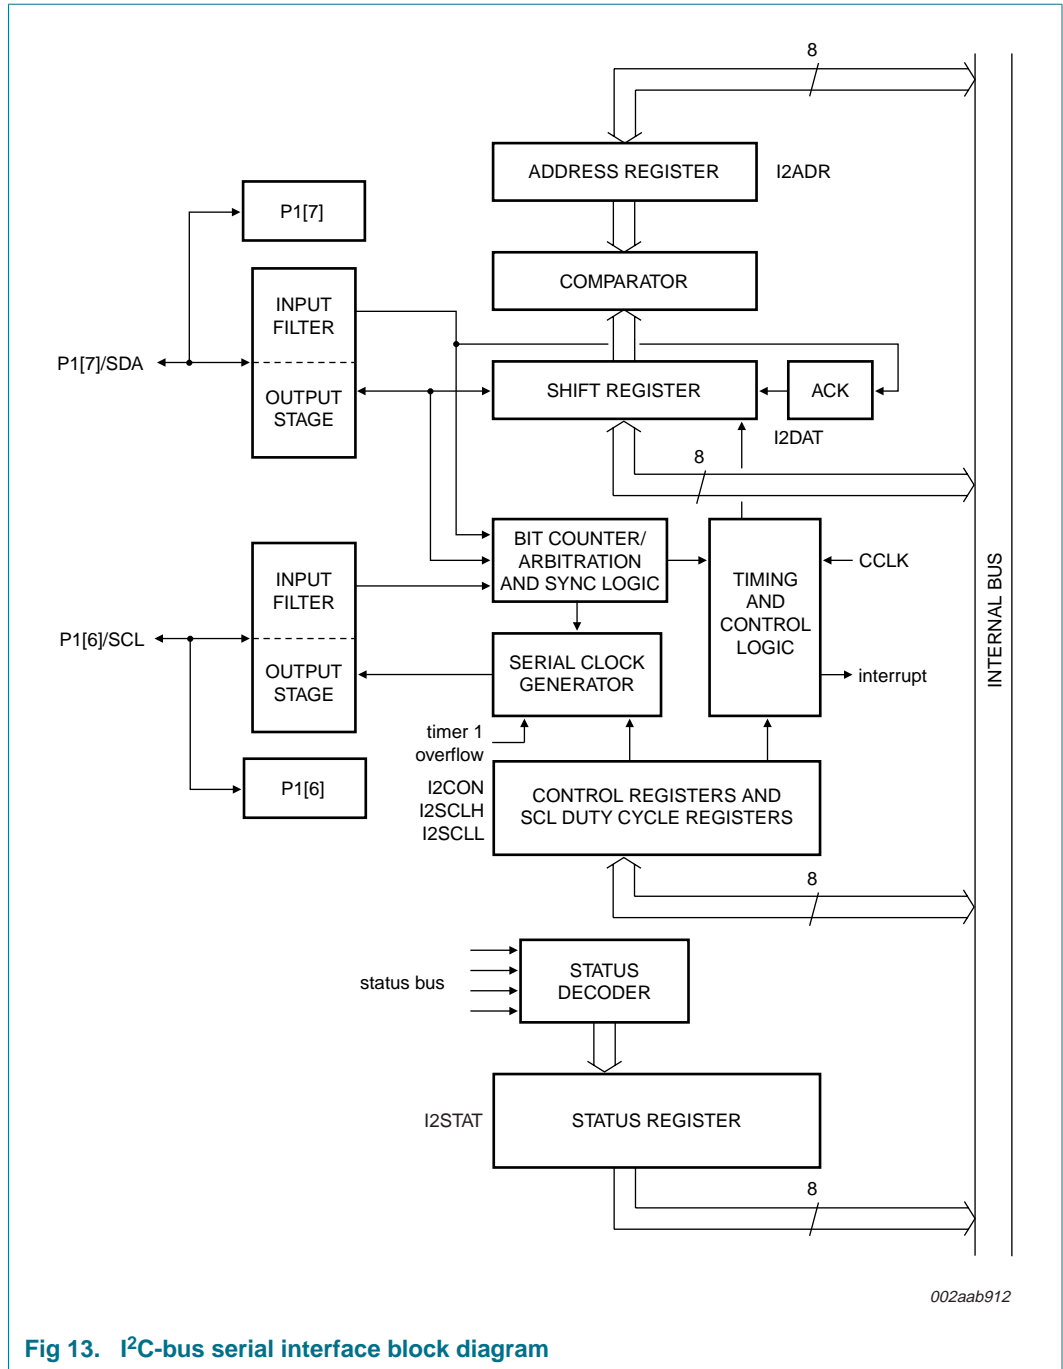 8
ADDRESS REGISTER
I2ADR
P1[7]
COMPARATOR
INPUT
FILTER
P1[7]/SDA
OUTPUT
STAGE
SHIFT REGISTER
ACK
I2DAT
8
BIT COUNTER/
ARBITRATION
AND SYNC LOGIC
INPUT
FILTER
TIMING
AND
CONTROL
LOGIC
CCLK
INTERNAL BUS
P1[6]/SCL
OUTPUT
STAGE
SERIAL CLOCK
GENERATOR
interrupt
timer 1
overflow
P1[6]
I2CON
I2SCLH
I2SCLL
CONTROL REGISTERS AND
SCL DUTY CYCLE REGISTERS
8
status bus
STATUS
DECODER
I2STAT
STATUS REGISTER
8
002aab912
Fig 13. I²C-bus serial interface block diagram